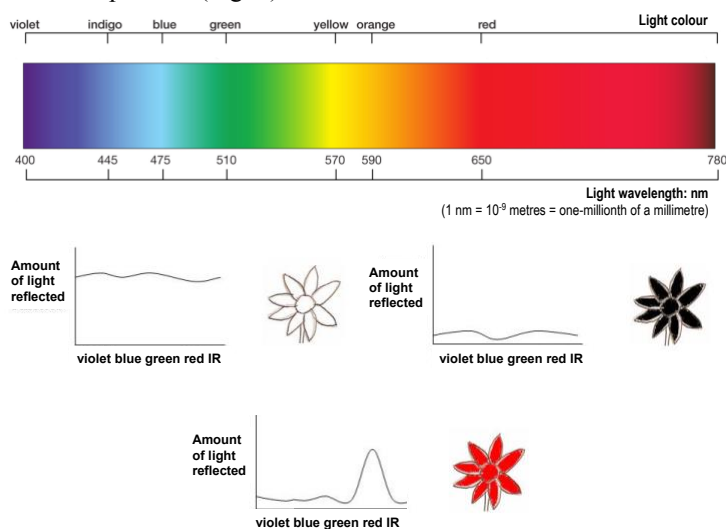 violet indigo blue green yellow orange red Light colour
400 445 475 510 570 590 650 780
Light wavelength: nm
(1 nm = 10⁻⁹ metres = one-millionth of a millimetre)
Amount
of light
reflected
violet blue green red IR
Amount
of light
reflected
violet blue green red IR
Amount
of light
reflected
violet blue green red IR